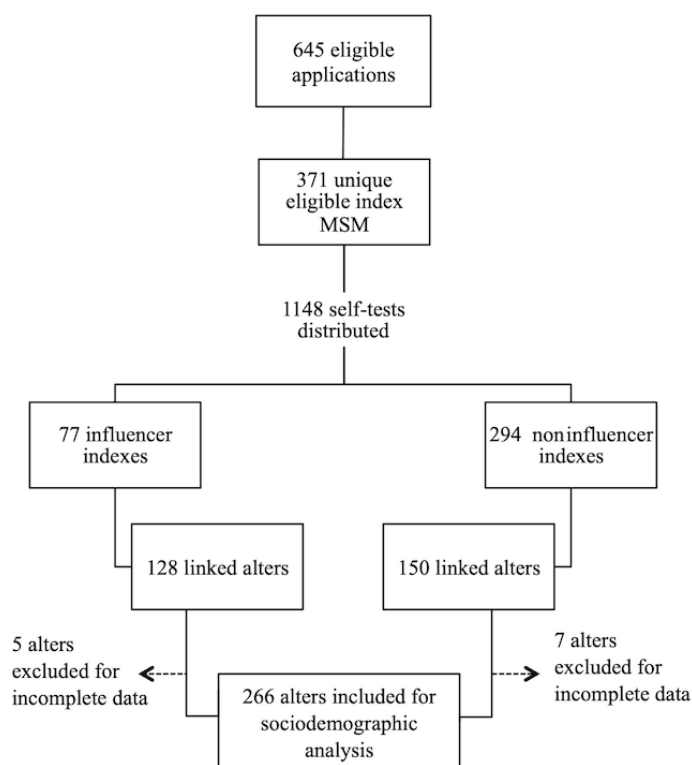 645 eligible
applications
371 unique
eligible index
MSM
1148 self-tests
distributed
77 influencer
indexes
294 noninfluencer
indexes
128 linked alters
150 linked alters
5 alters
excluded for
incomplete data
7 alters
excluded for
incomplete data
266 alters included for
sociodemographic
analysis